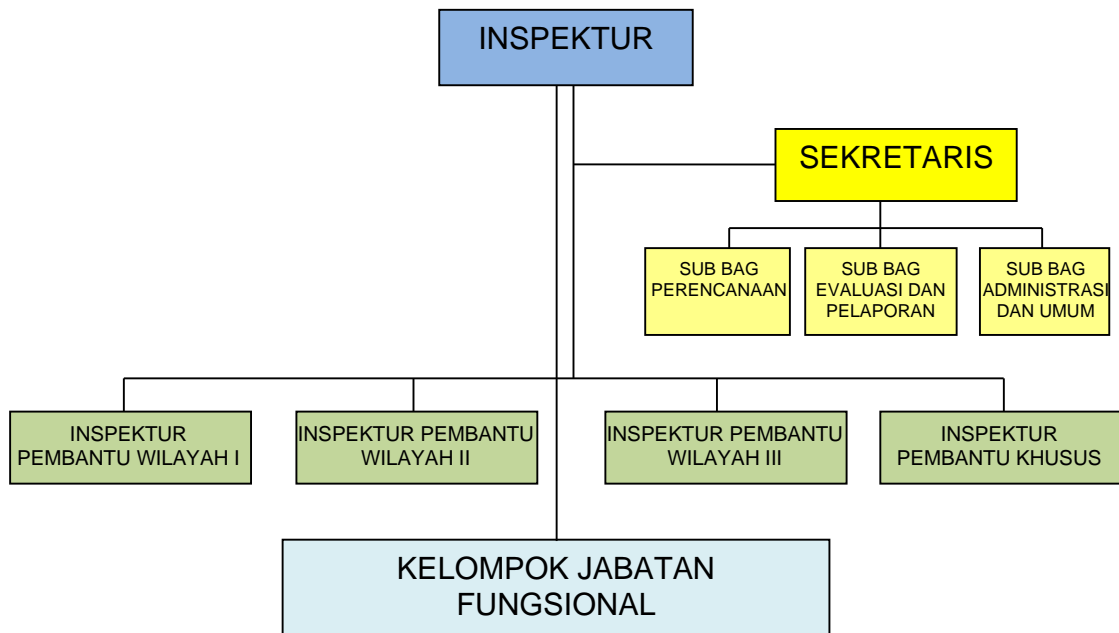 INSPEKTUR
SEKRETARIS
SUB BAG
PERENCANAAN
SUB BAG
EVALUASI DAN
PELAPORAN
SUB BAG
ADMINISTRASI
DAN UMUM
INSPEKTUR
PEMBANTU WILAYAH I
INSPEKTUR PEMBANTU
WILAYAH II
INSPEKTUR PEMBANTU
WILAYAH III
INSPEKTUR
PEMBANTU KHUSUS
KELOMPOK JABATAN
FUNGSIONAL